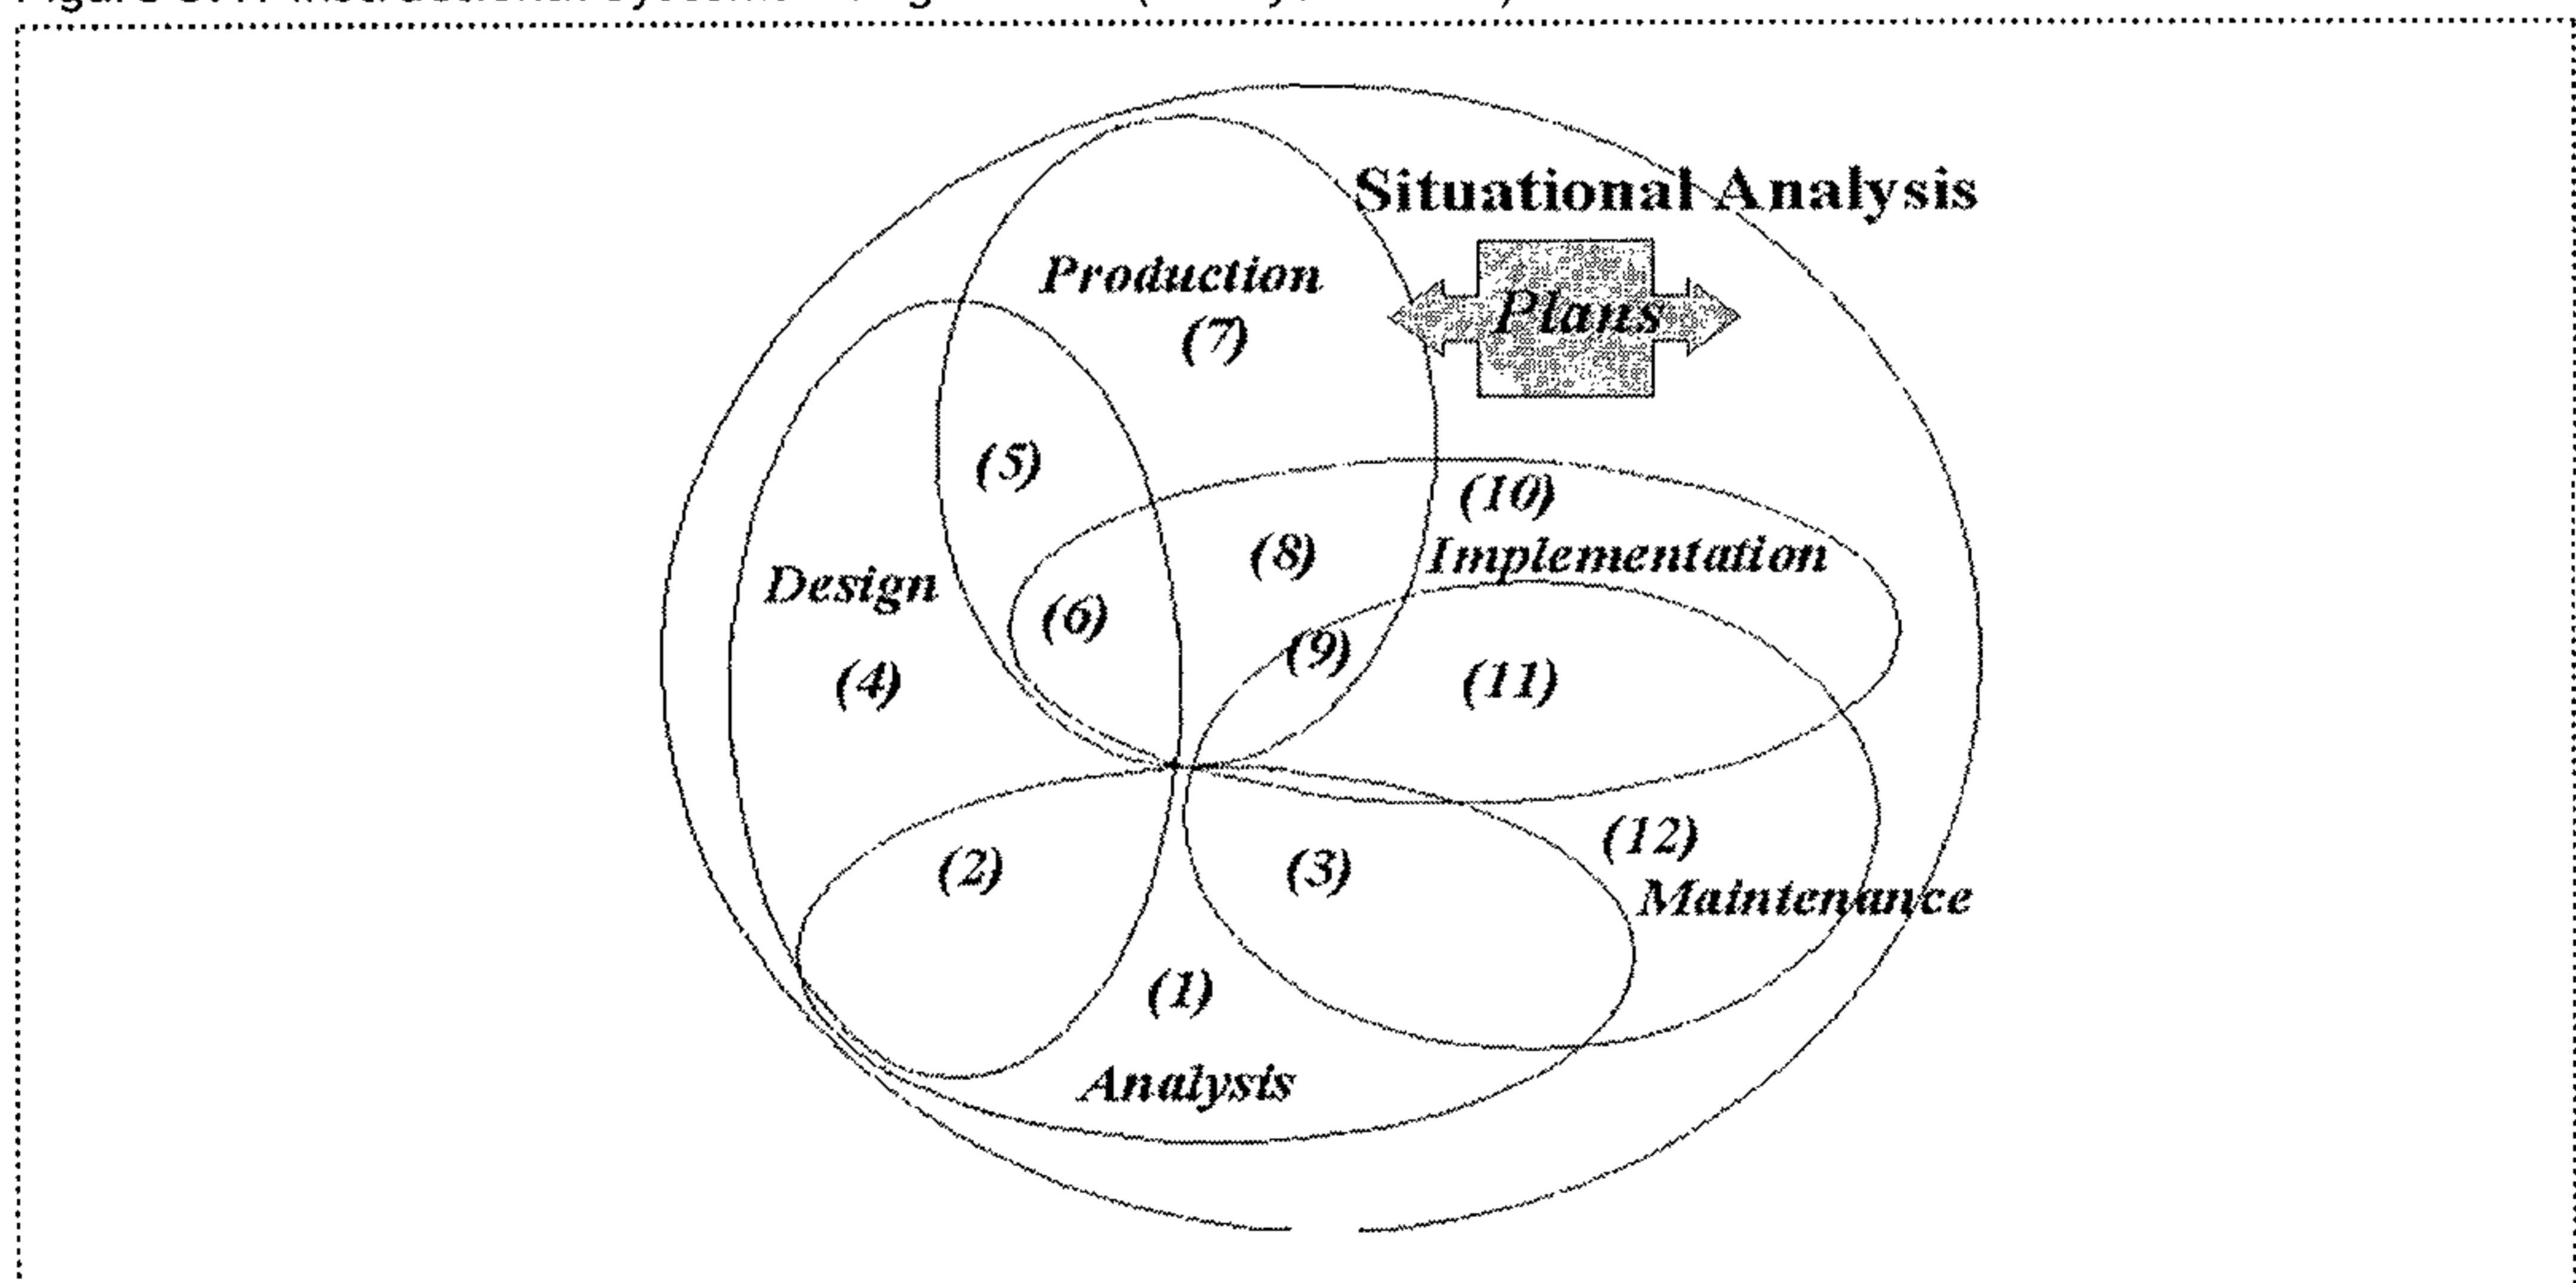 Situational Analysis
Production
Plans
(7)
(5)
(10)
(8)
Implementation
Design
(6)
(9)
(4)
(11)
(12)
(2)
(3)
Maintenance
(1)
Analysis